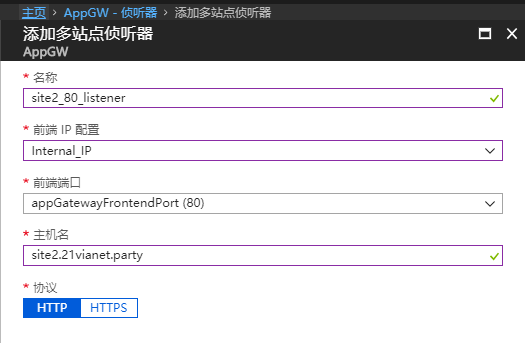 主页 > AppGW - 侦听器 > 添加多站点侦听器
添加多站点侦听器
AppGW
* 名称
site2_80_listener
* 前端 IP 配置
Internal_IP
* 前端端口
appGatewayFrontendPort (80)
* 主机名
site2.21vianet.party
* 协议
HTTP HTTPS